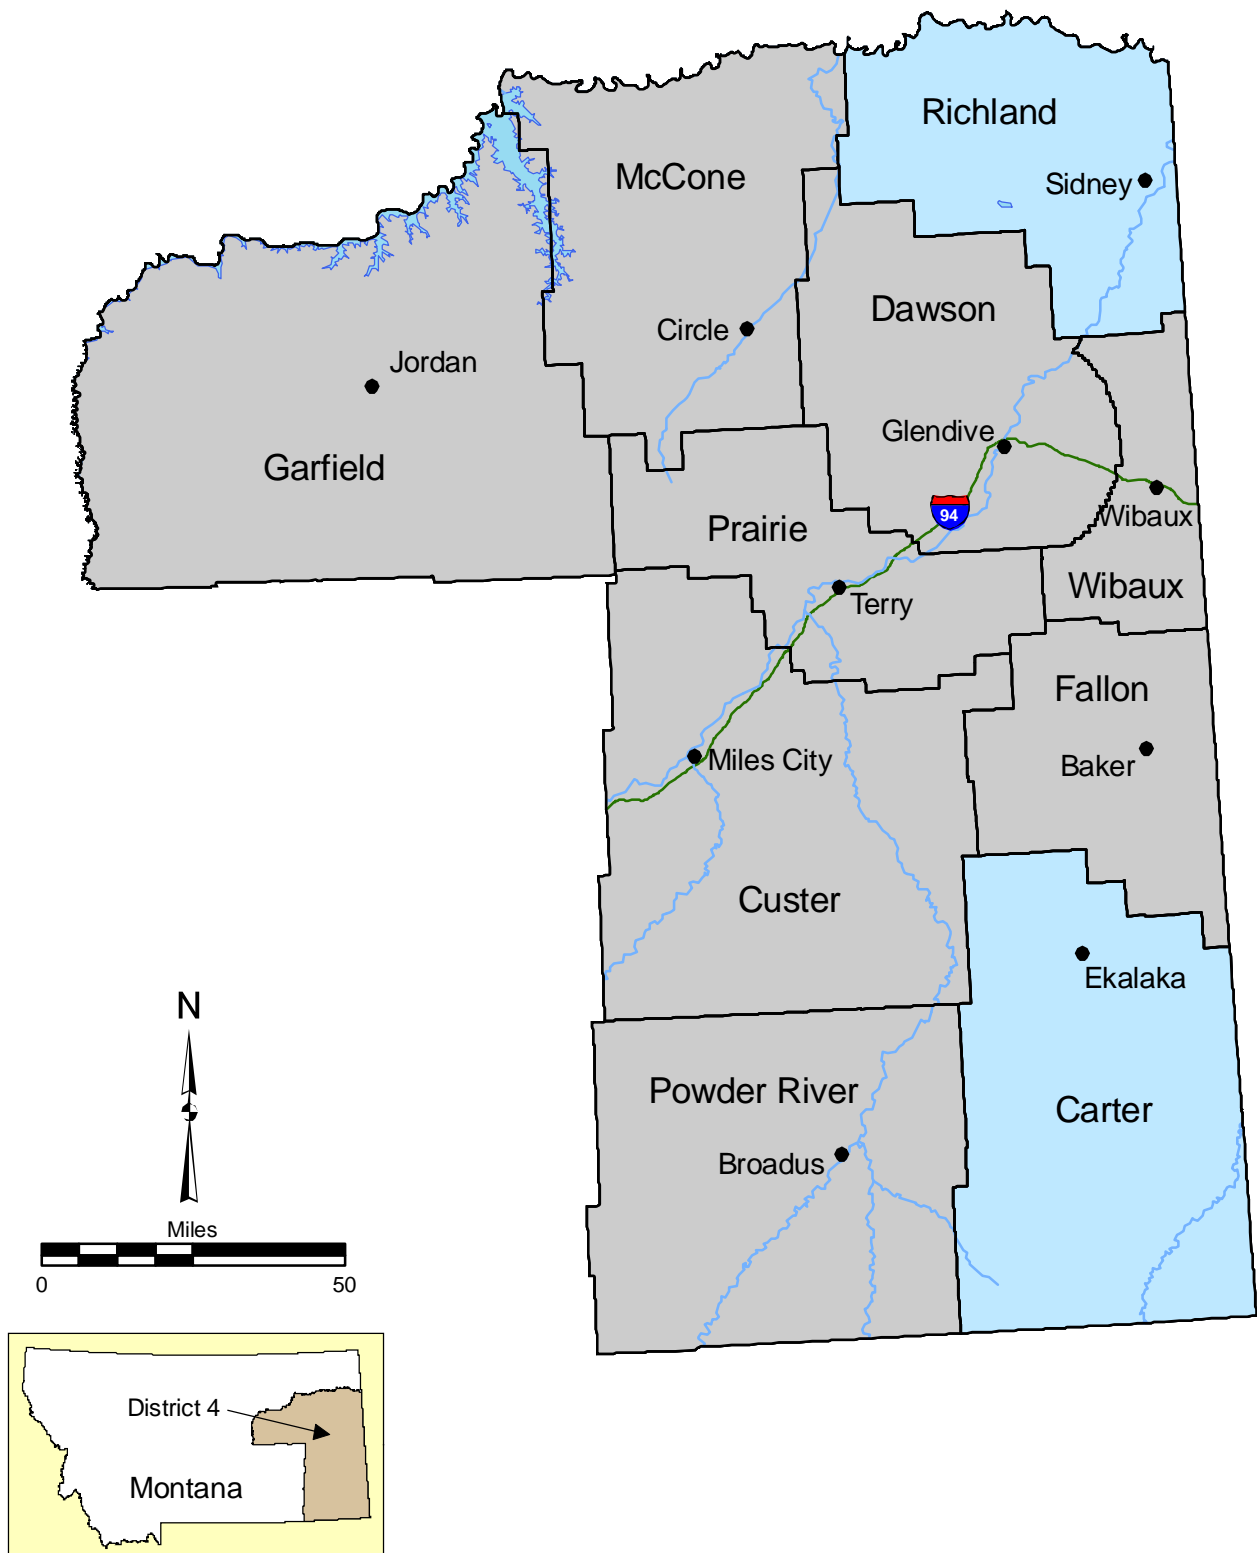 Richland
McCone
Sidney
Dawson
Circle
Jordan
Glendive
Garfield
94
Wibaux
Prairie
Wibaux
Terry
Fallon
Miles City
Baker
Custer
Ekalaka
N
Powder River
Carter
Broadus
Miles
0 50
District 4
Montana